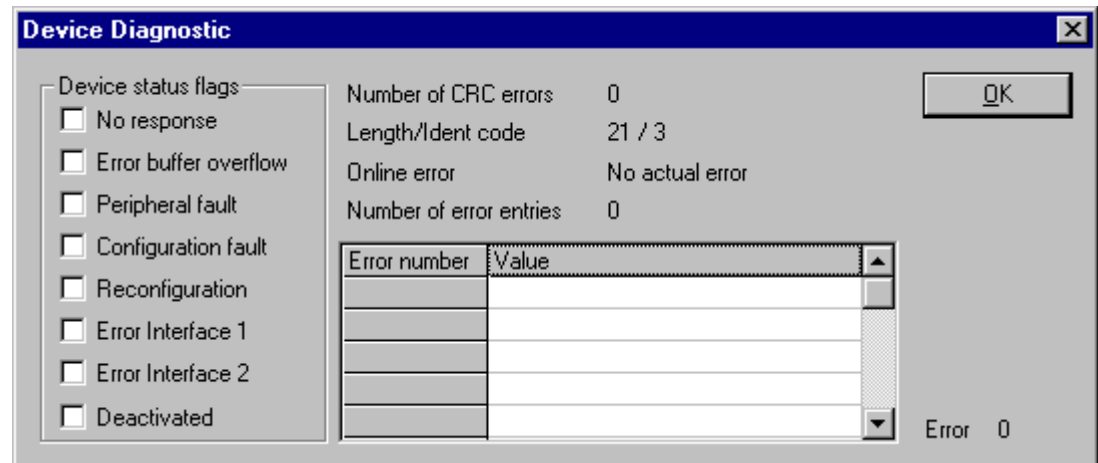 Device Diagnostic
Device status flags
No response
Error buffer overflow
Peripheral fault
Configuration fault
Reconfiguration
Error Interface 1
Error Interface 2
Deactivated
Number of CRC errors 0
Length/Ident code 21 / 3
Online error No actual error
Number of error entries 0
Error number Value
OK
Error 0